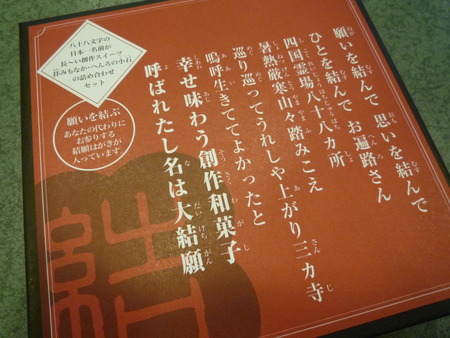 願いを結んで 思いを結んで
ひとを結んで お遍路さん
四国霊場八十八カ所
暑熱厳寒山々路みこえ
巡り巡ってうれしや上がり三カ寺
嗚呼生きててよかったと
幸せ味わう創作和菓子
呼ばれたし名は大結願
八十八文字の
日本一名前が
長〜い創作スイーツ
拝みもなか・へんろの小石
の詰め合わせ
セット
願いを結ぶ
あなたの代わりに
お参りする
結願はがきが
入っています
結